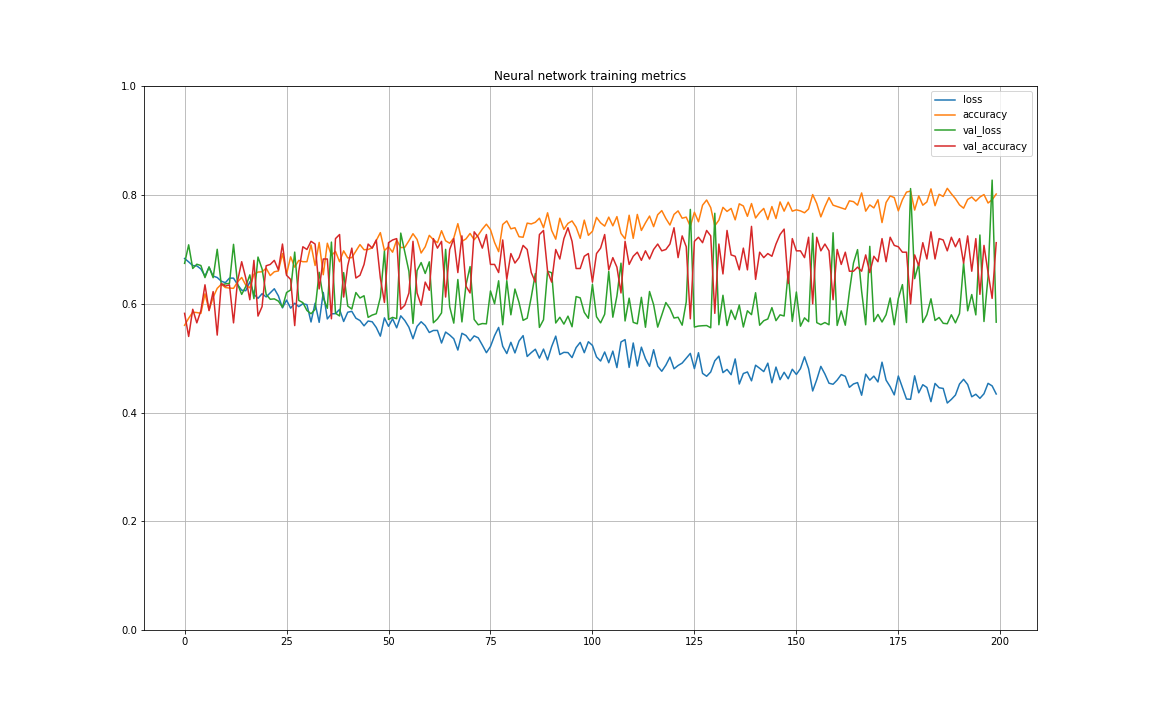 Neural network training metrics
1.0
0.8
0.6
0.4
0.2
0.0
loss
accuracy
val_loss
val_accuracy
0 25 50 75 100 125 150 175 200